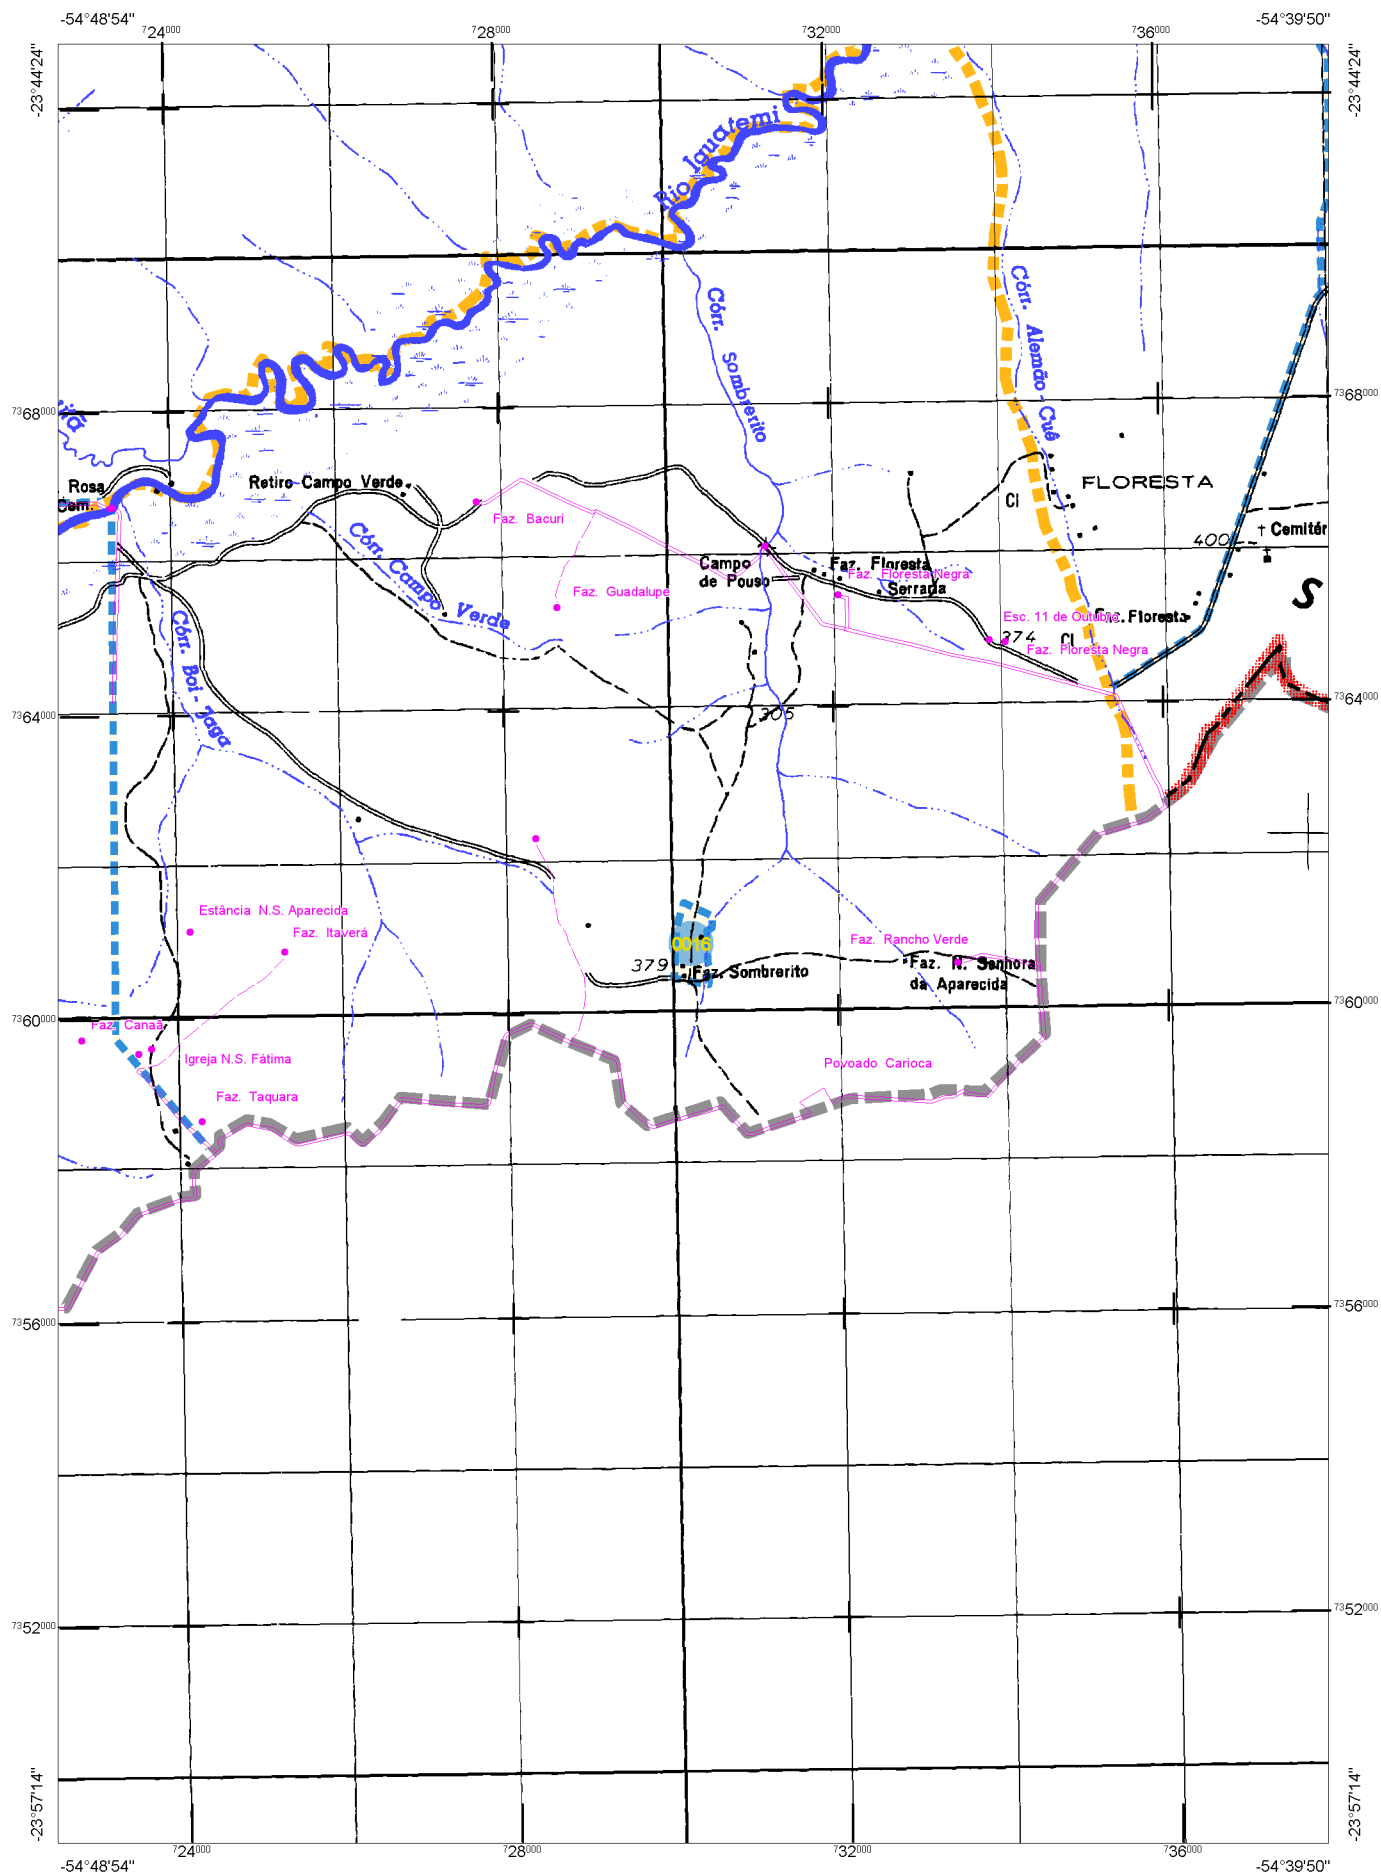 -54°48'54"
-54°39'50"
724000
728000
732000
736000
-23°44'24"
-23°44'24"
Rio Iguatemi
Córr. Sombrerito
Córr. Alemão-Cuê
7368000
7368000
FLORESTA
Rosa
Cem.
Retiro Campo Verde
CI
Faz. Bacuri
Cemitér
400
Córr. Campo Verde
Campo
de Pouso
Faz. Floresta
Faz. Floresta Negra
Serrada
S
Faz. Guadalupe
Esc. 11 de Outubro
Floresta
374
CI
Faz. Floresta Negra
Córr. Boi-Jaga
7364000
7364000
305
Estância N.S. Aparecida
Faz. Itaverá
0016
Faz. Rancho Verde
379
Faz. Sombrerito
Faz. N. Senhora
da Aparecida
7360000
7360000
Faz. Canaã
Igreja N.S. Fátima
Povoado Carioca
Faz. Taquara
7356000
7356000
7352000
7352000
-23°57'14"
-23°57'14"
724000
728000
732000
736000
-54°48'54"
-54°39'50"